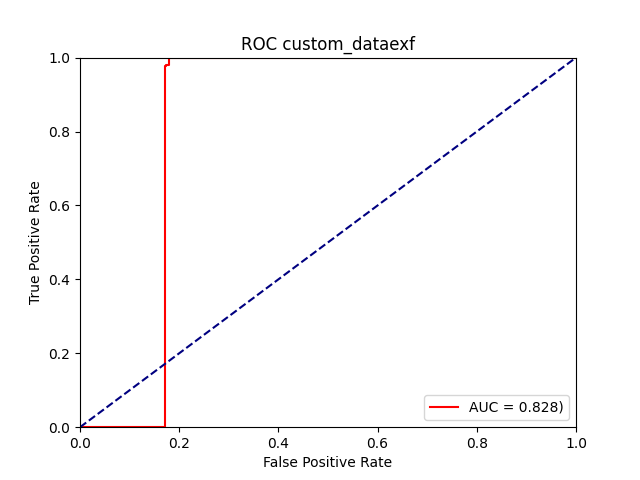 ROC custom_dataexf
True Positive Rate
1.0
0.8
0.6
0.4
0.2
0.0
AUC = 0.828)
0.0 0.2 0.4 0.6 0.8 1.0
False Positive Rate